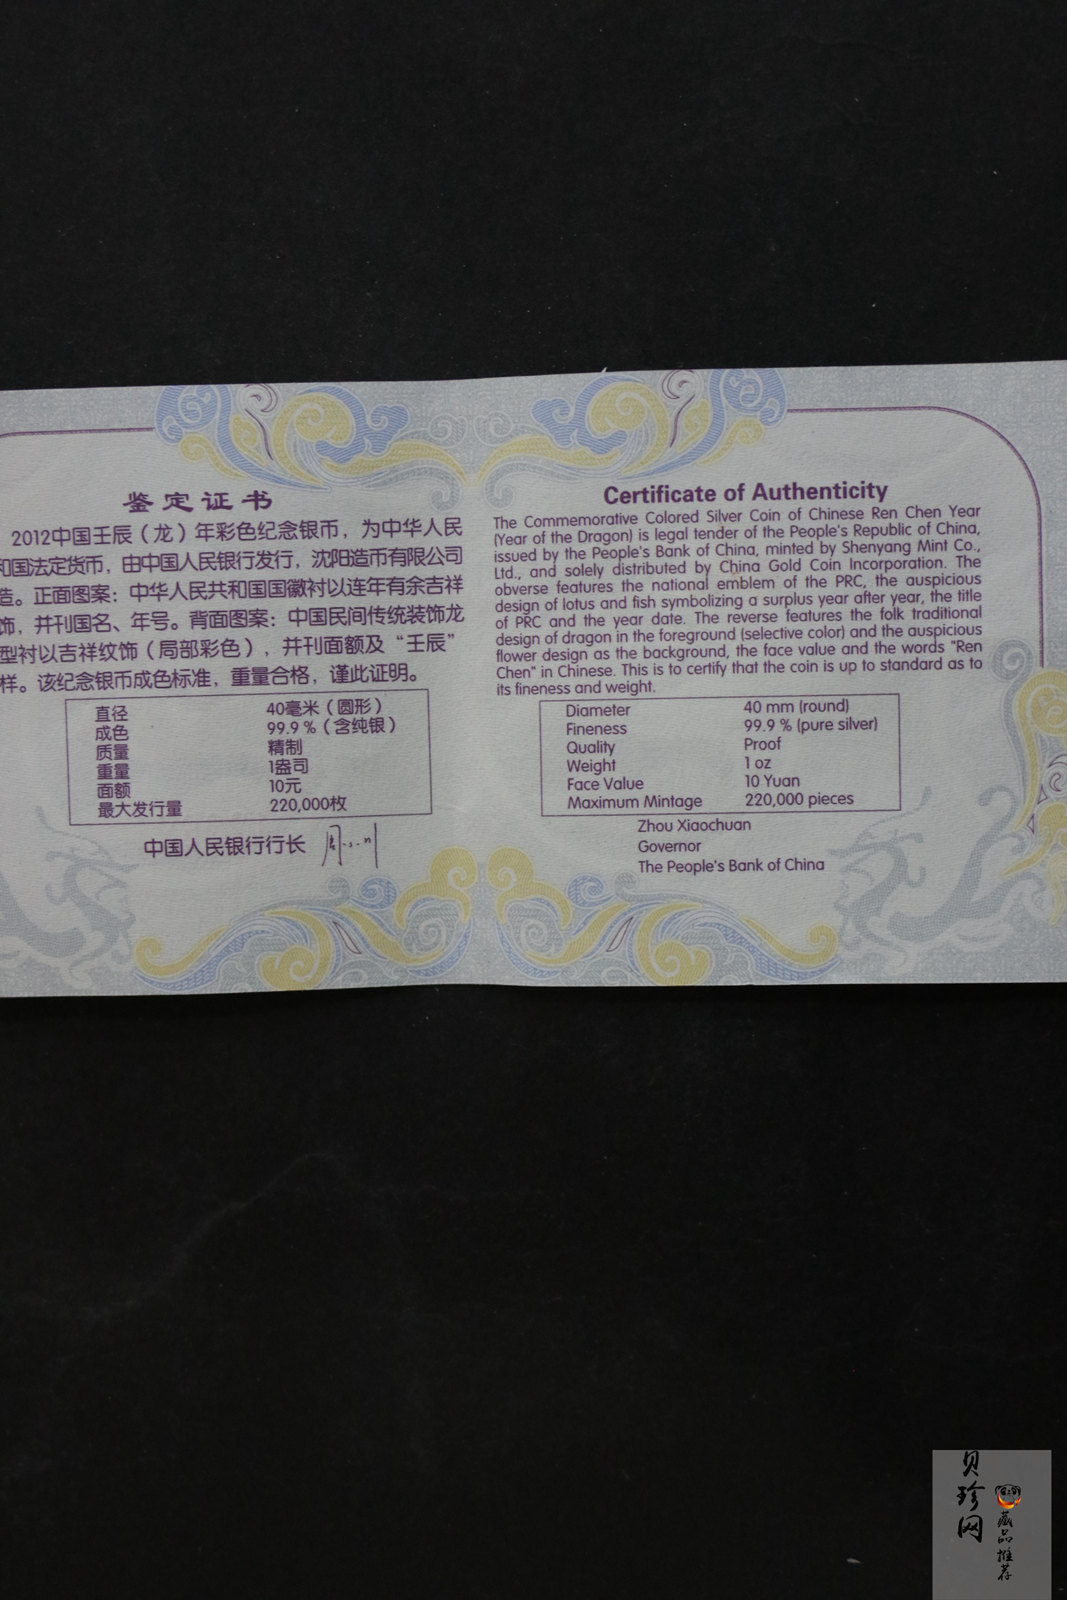 鉴定证书
2012中国壬辰（龙）年彩色纪念银币，为中华人民
和国法定货币，由中国人民银行发行，沈阳造币有限公司
造。正面图案：中华人民共和国国徽衬以连年有余吉祥
饰，并刊国名、年号。背面图案：中国民间传统装饰龙
型衬以吉祥纹饰（局部彩色），并刊面额及“壬辰”
样。该纪念银币成色标准，重量合格，谨此证明。
直径 40毫米（圆形）
成色 99.9％（含纯银）
质量 精制
重量 1盎司
面额 10元
最大发行量 220,000枚
中国人民银行行长
Certificate of Authenticity
The Commemorative Colored Silver Coin of Chinese Ren Chen Year
(Year of the Dragon) is legal tender of the People's Republic of China,
issued by the People's Bank of China, minted by Shenyang Mint Co.,
Ltd., and solely distributed by China Gold Coin Incorporation. The
obverse features the national emblem of the PRC, the auspicious
design of lotus and fish symbolizing a surplus year after year, the title
of PRC and the year date. The reverse features the folk traditional
design of dragon in the foreground (selective color) and the auspicious
flower design as the background, the face value and the words "Ren
Chen" in Chinese. This is to certify that the coin is up to standard as to
its fineness and weight.
Diameter 40 mm (round)
Fineness 99.9 % (pure silver)
Quality Proof
Weight 1 oz
Face Value 10 Yuan
Maximum Mintage 220,000 pieces
Zhou Xiaochuan
Governor
The People's Bank of China
贝珍网
藏品推荐